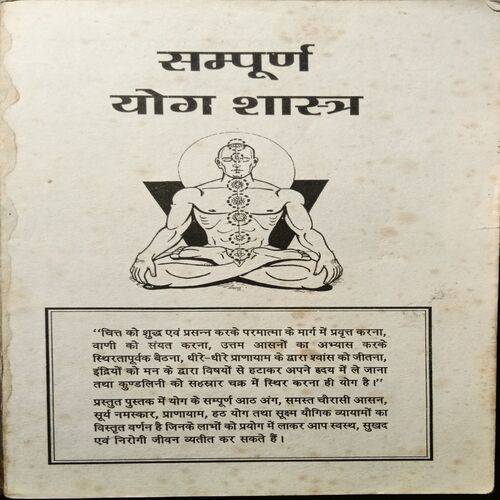 सम्पूर्ण
योग शास्त्र
"चित्त को शुद्ध एवं प्रसन्न करके परमात्मा के मार्ग में प्रवृत्त करना,
वाणी को संयत करना, उत्तम आसनों का अभ्यास करके
स्थिरतापूर्वक बैठना, धीरे-धीरे प्राणायाम के द्वारा श्वांस को जीतना,
इंद्रियों को मन के द्वारा विषयों से हटाकर अपने हृदय में ले जाना
तथा कुण्डलिनी को सहस्रार चक्र में स्थिर करना ही योग है।"
प्रस्तुत पुस्तक में योग के सम्पूर्ण आठ अंग, समस्त चौरासी आसन,
सूर्य नमस्कार, प्राणायाम, हठ योग तथा सूक्ष्म यौगिक व्यायामों का
विस्तृत वर्णन है जिनके लाभों को प्रयोग में लाकर आप स्वस्थ, सुखद
एवं निरोगी जीवन व्यतीत कर सकते हैं।